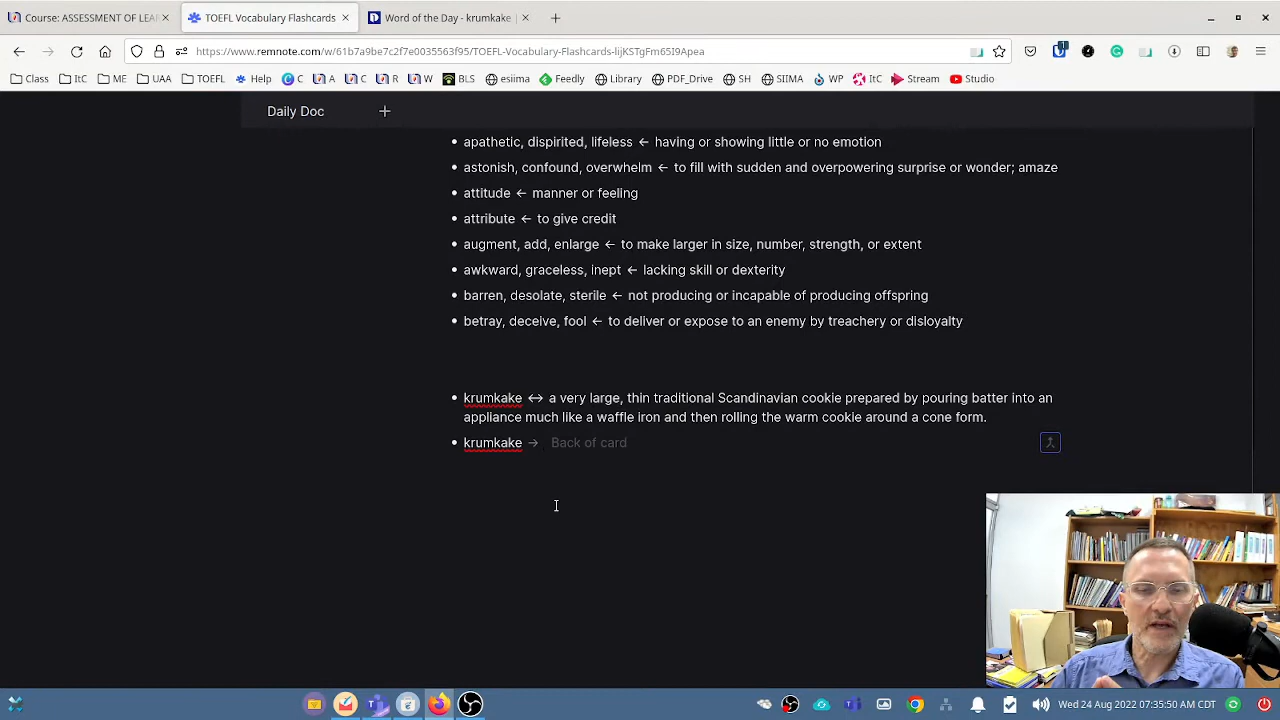 Course: ASSESSMENT OF LEA
TOEFL Vocabulary Flashcards
Word of the Day - krumkake
https://www.remnote.com/w/61b7a9be7c2f7e0035563f95/TOEFL-Vocabulary-Flashcards-IijKSTgFm65I9Apea
Class ItC ME UAA TOEFL Help C A C R W BLS esiima Feedly Library PDF_Drive SH SIIMA WP ItC Stream Studio
Daily Doc
apathetic, dispirited, lifeless ← having or showing little or no emotion
astonish, confound, overwhelm ← to fill with sudden and overpowering surprise or wonder; amaze
attitude ← manner or feeling
attribute ← to give credit
augment, add, enlarge ← to make larger in size, number, strength, or extent
awkward, graceless, inept ← lacking skill or dexterity
barren, desolate, sterile ← not producing or incapable of producing offspring
betray, deceive, fool ← to deliver or expose to an enemy by treachery or disloyalty
krumkake ↔ a very large, thin traditional Scandinavian cookie prepared by pouring batter into an
appliance much like a waffle iron and then rolling the warm cookie around a cone form.
krumkake → Back of card
Wed 24 Aug 2022 07:35:50 AM CDT